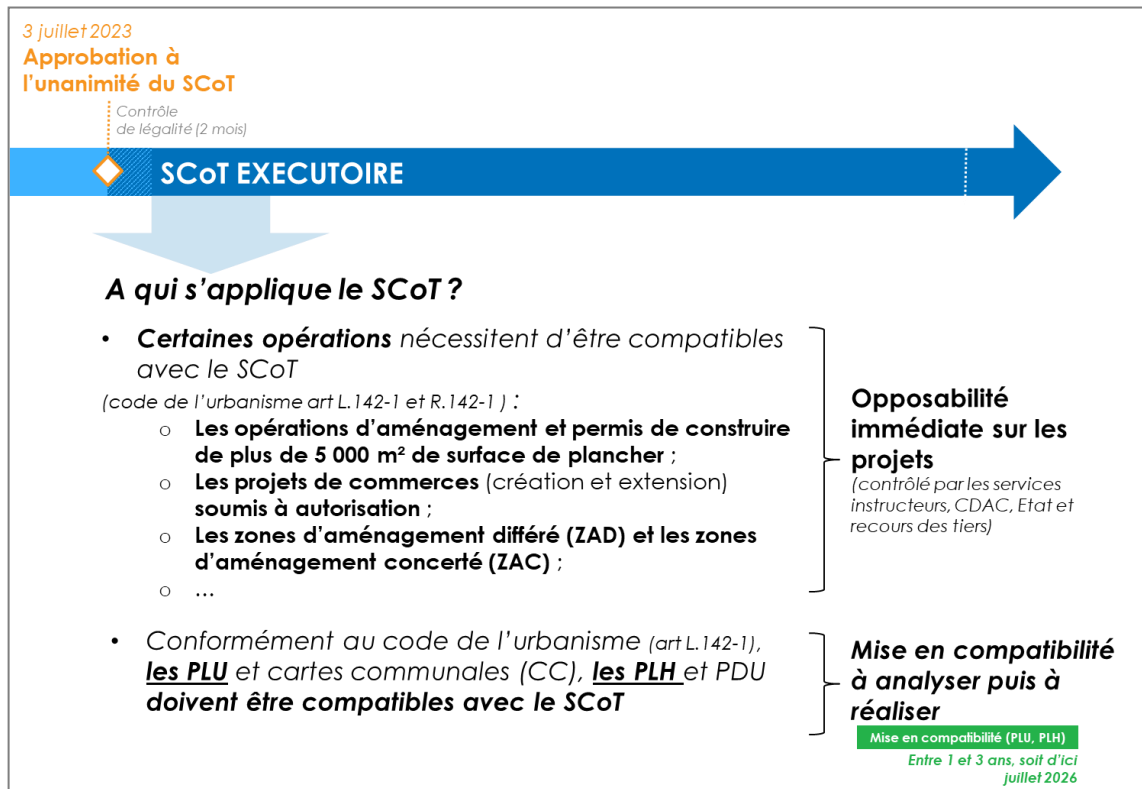 3 juillet 2023
Approbation à
l'unanimité du SCoT
Contrôle
de légalité (2 mois)
SCoT EXECUTOIRE
A qui s'applique le SCoT ?
• Certaines opérations nécessitent d'être compatibles
avec le SCoT
(code de l'urbanisme art L.142-1 et R.142-1 ) :
o Les opérations d'aménagement et permis de construire
de plus de 5 000 m² de surface de plancher ;
o Les projets de commerces (création et extension)
soumis à autorisation ;
o Les zones d'aménagement différé (ZAD) et les zones
d'aménagement concerté (ZAC) ;
o ...
Opposabilité
immédiate sur les
projets
(contrôlé par les services
instructeurs, CDAC, Etat et
recours des tiers)
• Conformément au code de l'urbanisme (art L.142-1),
les PLU et cartes communales (CC), les PLH et PDU
doivent être compatibles avec le SCoT
Mise en compatibilité
à analyser puis à
réaliser
Mise en compatibilité (PLU, PLH)
Entre 1 et 3 ans, soit d'ici
juillet 2026